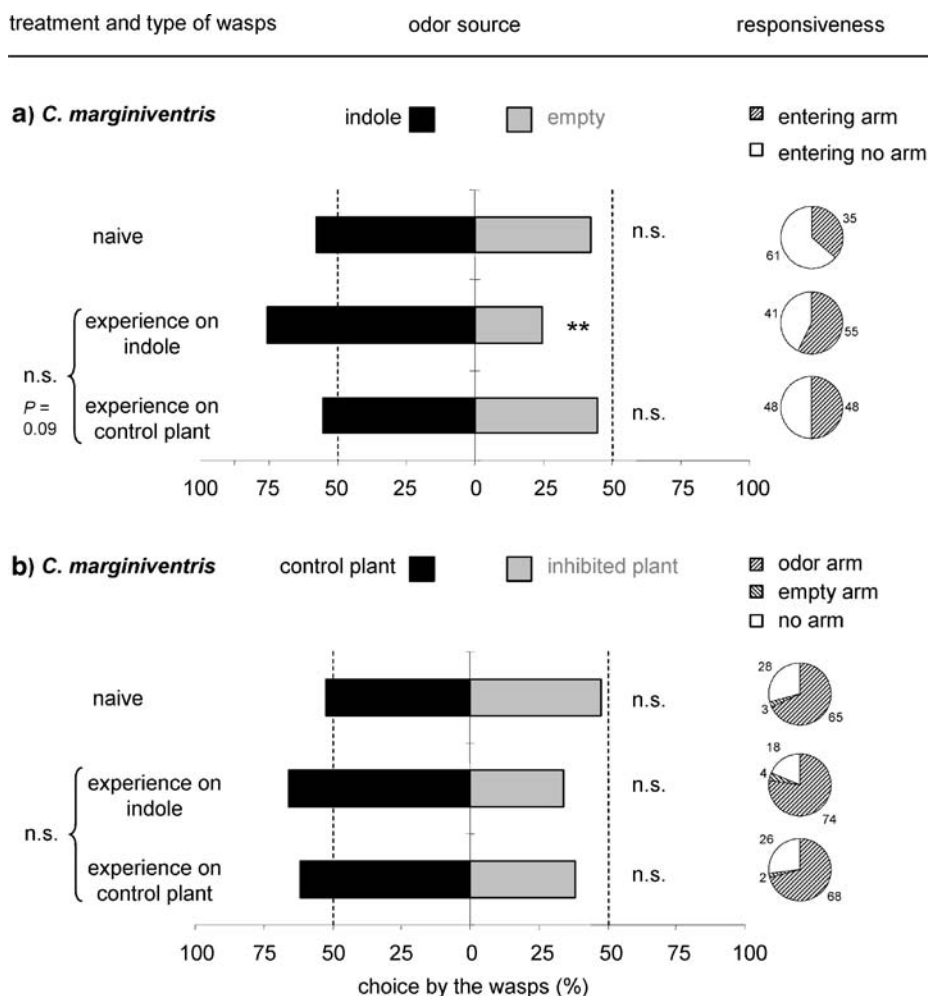 treatment and type of wasps odor source responsiveness
a) C. marginiventris indole empty entering arm
entering no arm
naive n.s. 35
61
experience on
indole ** 41 55
n.s.
P =
0.09
experience on
control plant n.s. 48 48
100 75 50 25 0 25 50 75 100
b) C. marginiventris control plant inhibited plant odor arm
empty arm
no arm
naive n.s. 28
3 65
experience on
indole n.s. 18
4 74
n.s.
experience on
control plant n.s. 26
2 68
100 75 50 25 0 25 50 75 100
choice by the wasps (%)